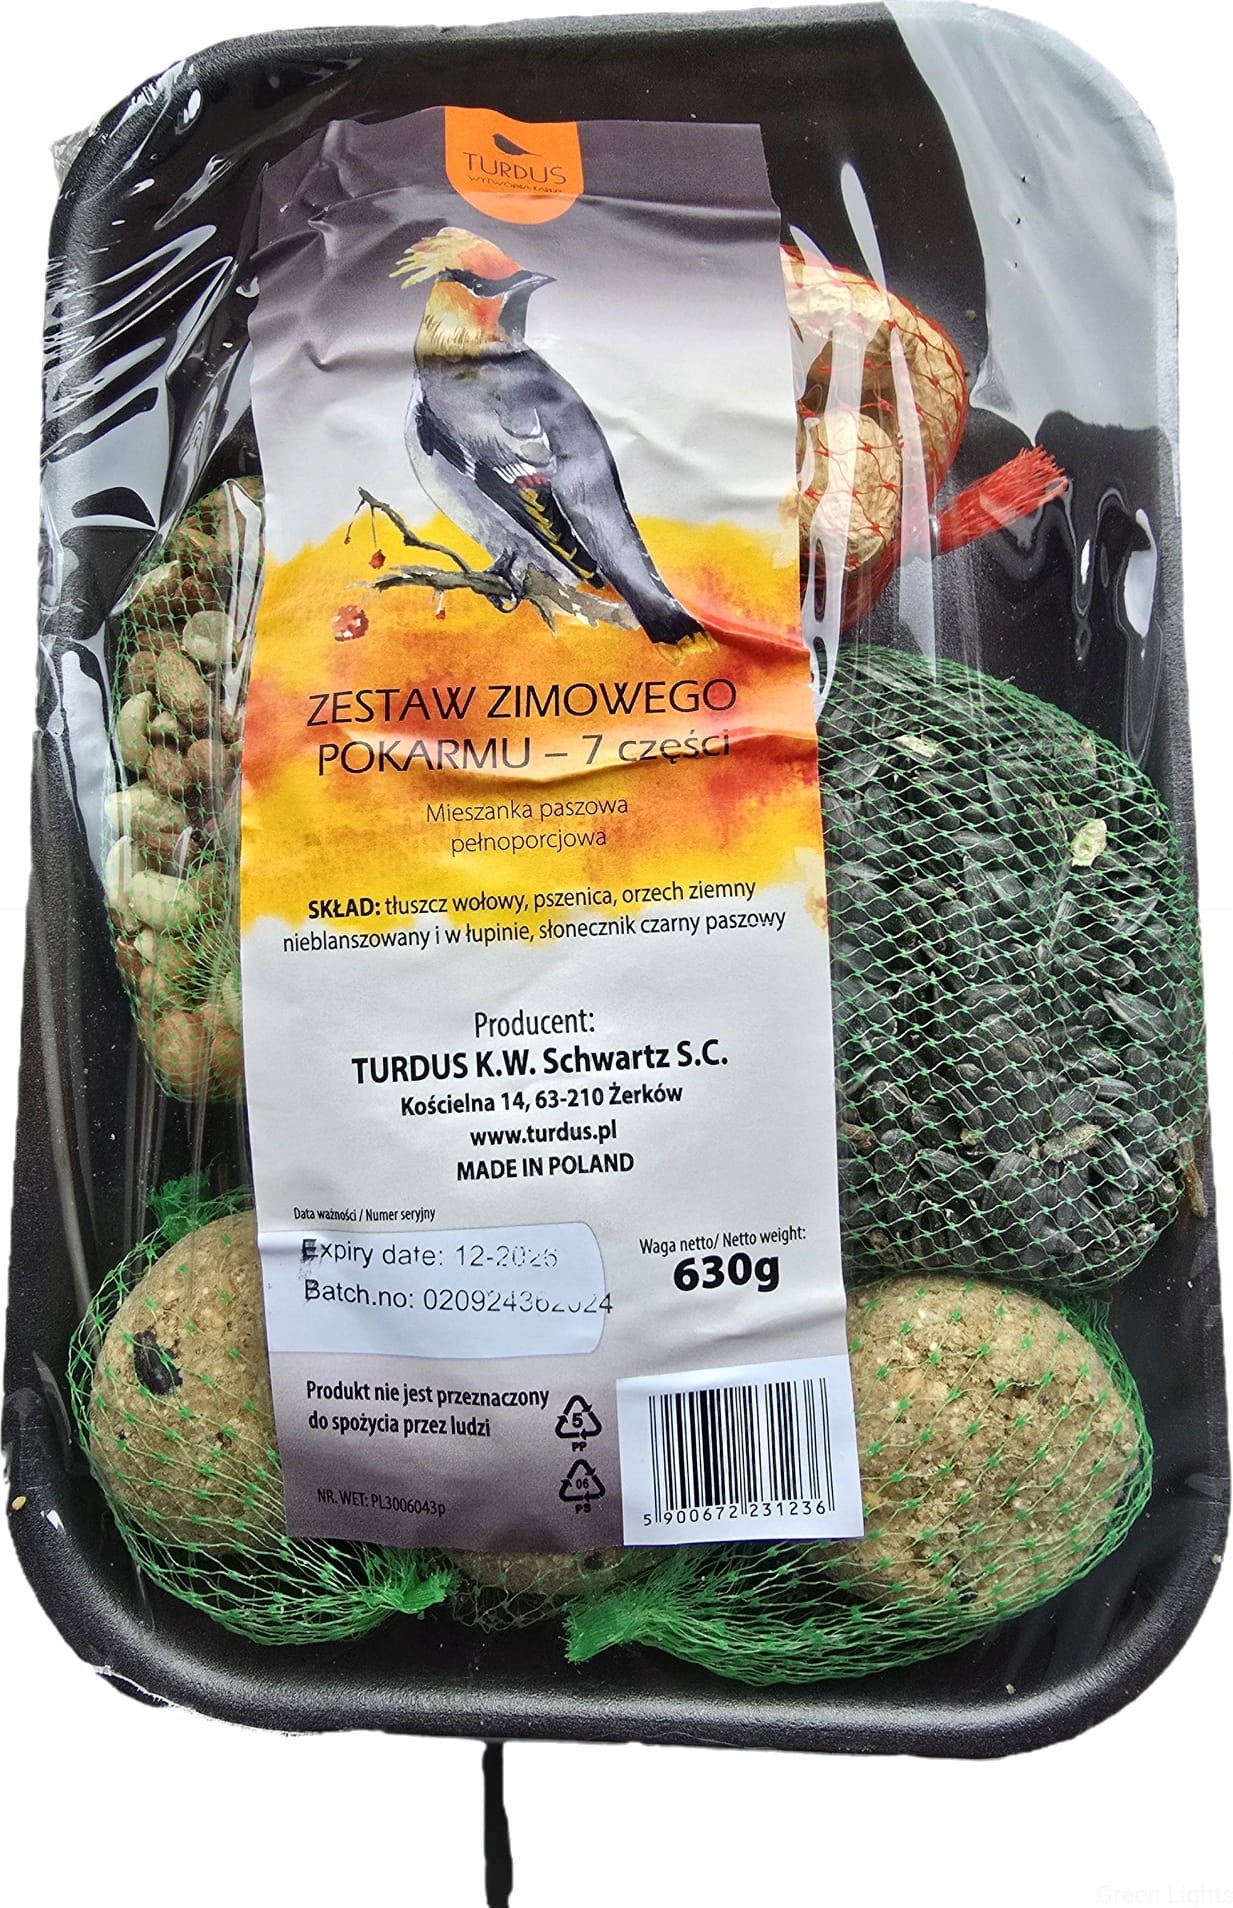 TURDUS
ZESTAW ZIMOWEGO
POKARMU – 7 części
Mieszanka paszowa
pełnoporcjowa
SKŁAD: tłuszcz wołowy, pszenica, orzech ziemny
nieblanszowany i w łupinie, słonecznik czarny paszowy
Producent:
TURDUS K.W. Schwartz S.C.
Kościelna 14, 63-210 Żerków
www.turdus.pl
MADE IN POLAND
Data ważności / Numer seryjny
Expiry date:
Batch.no:
Waga netto/ Netto weight:
630g
Produkt nie jest przeznaczony
do spożycia przez ludzi
5
PP
06
PS
NR. WET: PL3006043p
5 900672 231236
Green Lights